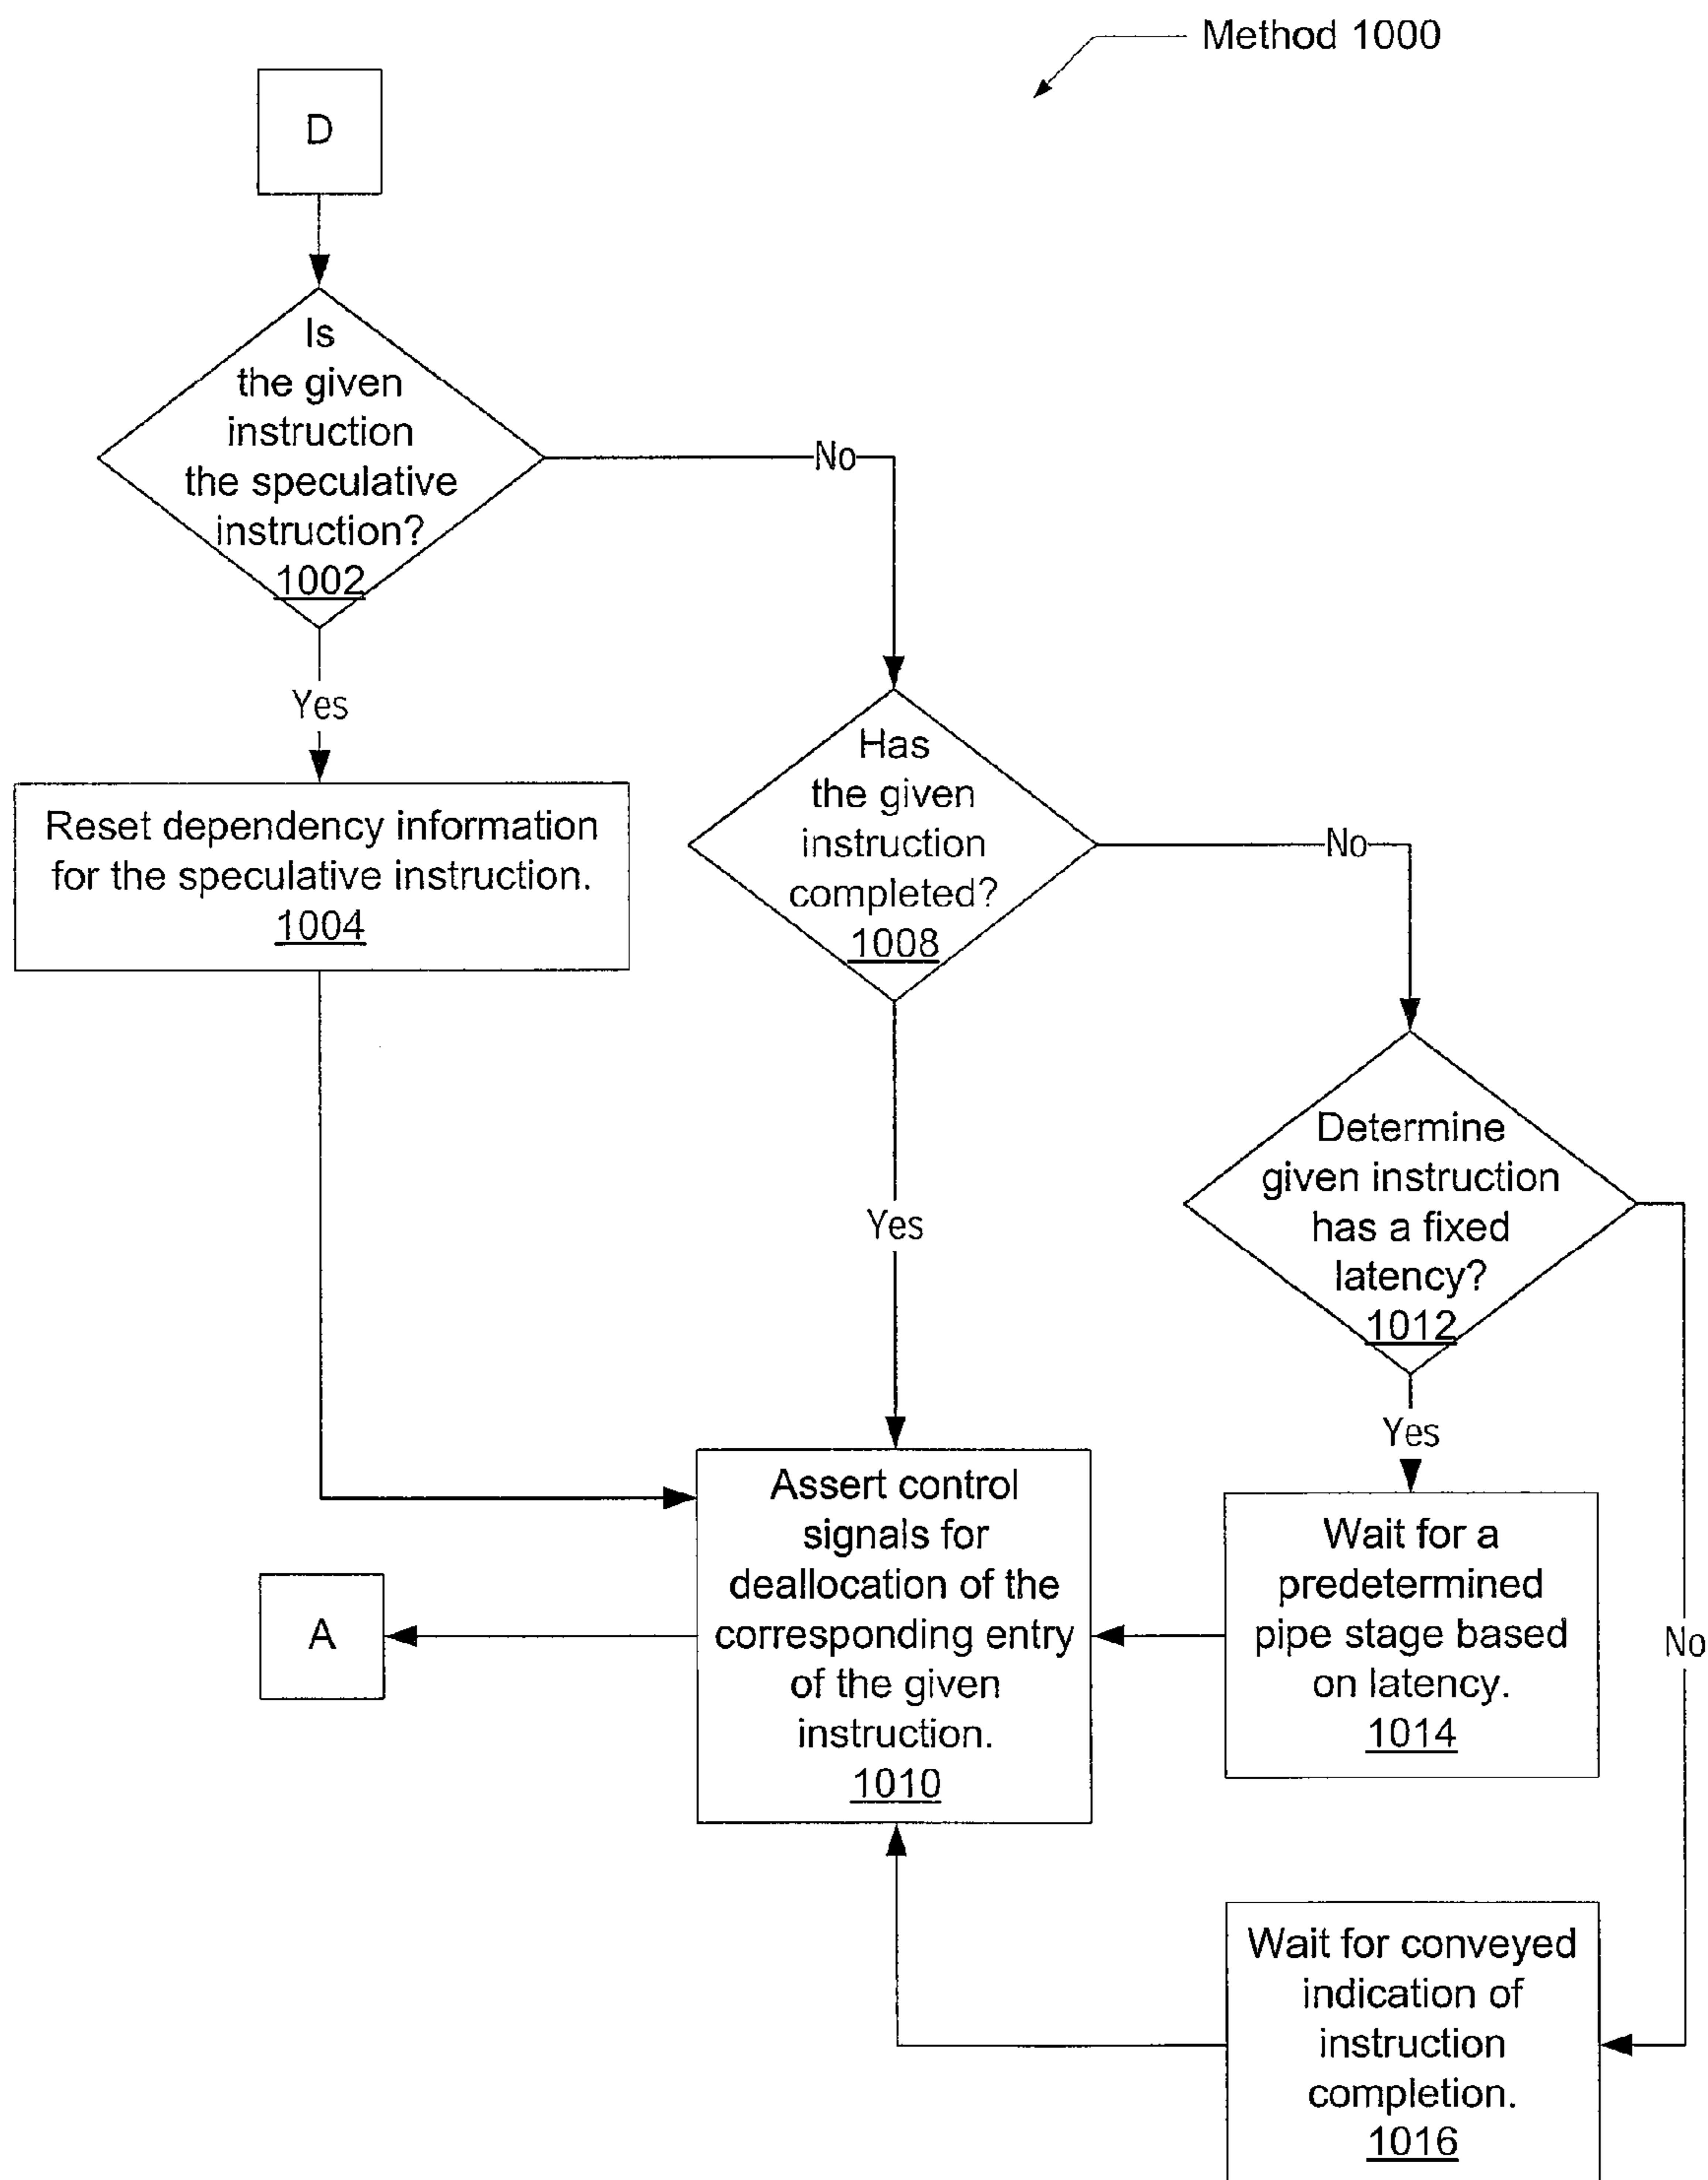 Method 1000
D
Is
the given
instruction
the speculative
instruction?
1002
No
Yes
Reset dependency information
for the speculative instruction.
1004
Has
the given
instruction
completed?
1008
No
Yes
Determine
given instruction
has a fixed
latency?
1012
Yes
No
Assert control
signals for
deallocation of the
corresponding entry
of the given
instruction.
1010
A
Wait for a
predetermined
pipe stage based
on latency.
1014
Wait for conveyed
indication of
instruction
completion.
1016